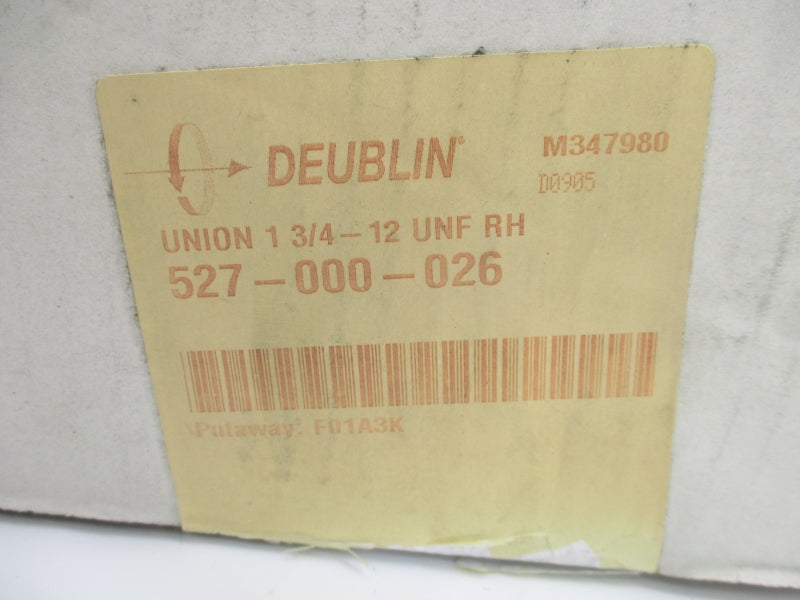 DEUBLIN® M347980
D0905
UNION 1 3/4-12 UNF RH
527-000-026
Putaway: F01A3K